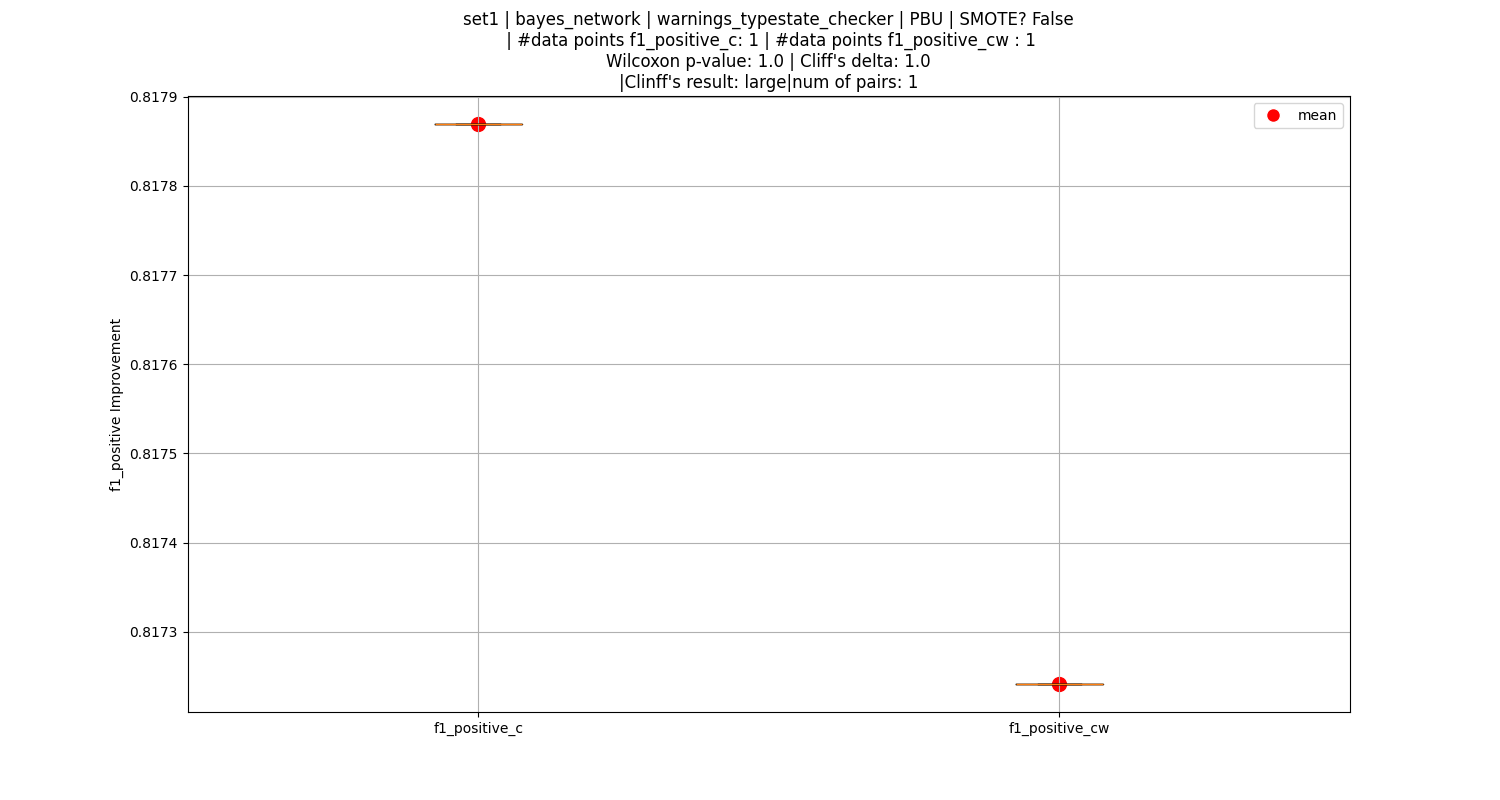 set1 | bayes_network | warnings_typestate_checker | PBU | SMOTE? False
| #data points f1_positive_c: 1 | #data points f1_positive_cw : 1
Wilcoxon p-value: 1.0 | Cliff's delta: 1.0
|Clinff's result: large|num of pairs: 1
mean
0.8179
0.8178
0.8177
0.8176
0.8175
0.8174
0.8173
f1_positive Improvement
f1_positive_c
f1_positive_cw